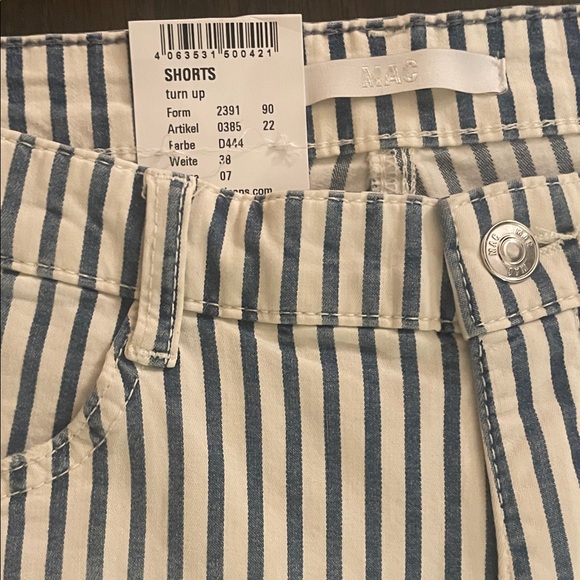 4 063531 500421
SHORTS
turn up
Form 2391 90
Artikel 0385 22
Farbe D444
Weite 38
07
MAC
MAC MAC